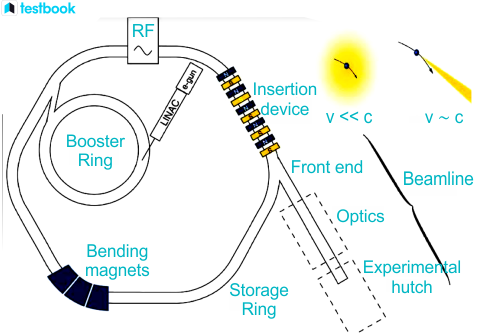 testbook
RF
e-gun
LINAC
Insertion
device
v << c
v ~ c
Booster
Ring
Front end
Beamline
Optics
Bending
magnets
Storage
Ring
Experimental
hutch